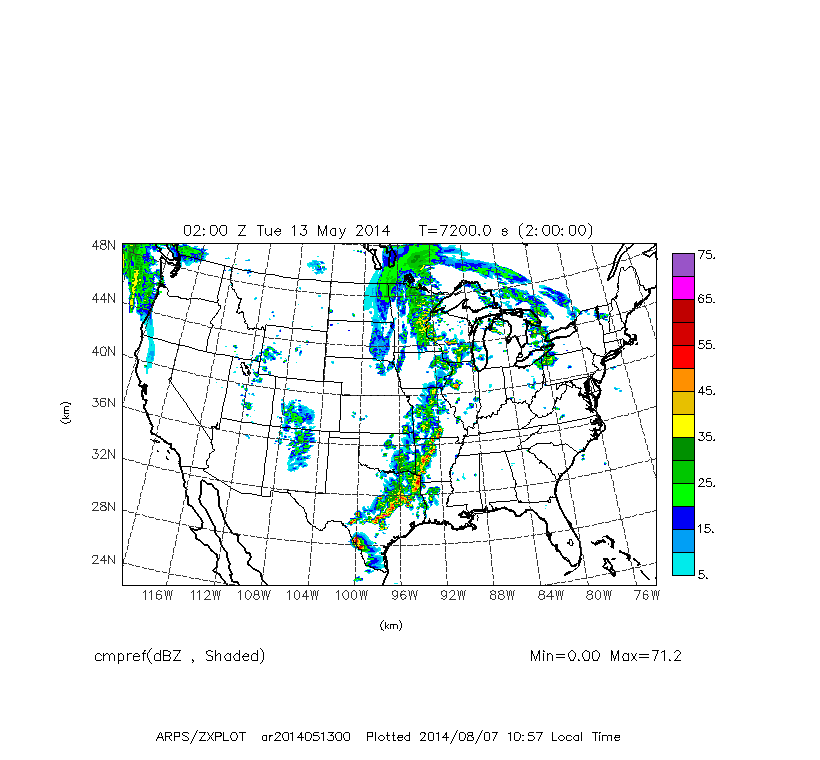 02:00 Z Tue 13 May 2014 T=7200.0 s (2:00:00)
48N
44N
40N
36N
32N
28N
24N
(km)
75.
65.
55.
45.
35.
25.
15.
5.
116W 112W 108W 104W 100W 96W 92W 88W 84W 80W 76W
(km)
cmpref(dBZ , Shaded)
Min=0.00 Max=71.2
ARPS/ZXPLOT ar2014051300 Plotted 2014/08/07 10:57 Local Time